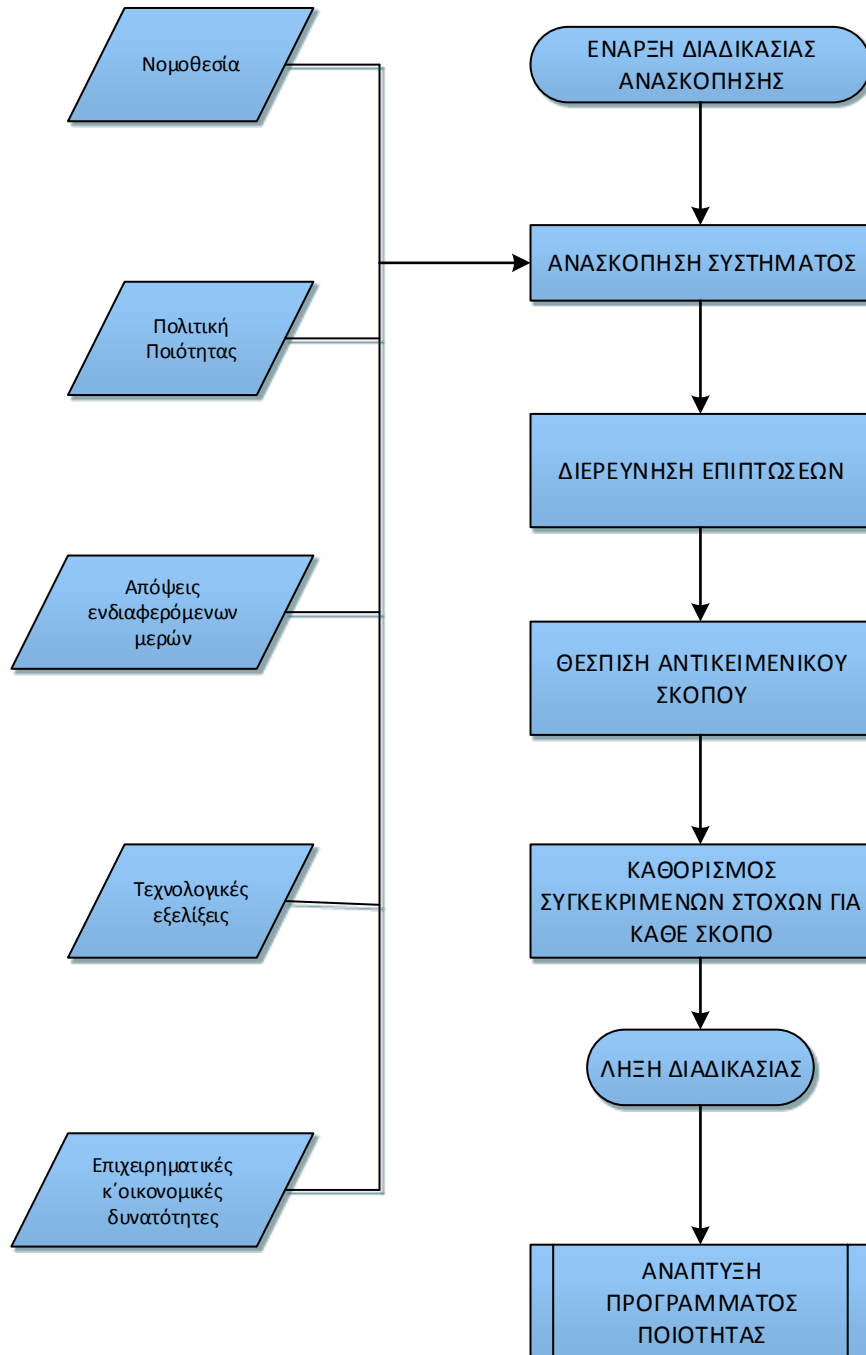 Νομοθεσία
ΕΝΑΡΞΗ ΔΙΑΔΙΚΑΣΙΑΣ
ΑΝΑΣΚΟΠΗΣΗΣ
ΑΝΑΣΚΟΠΗΣΗ ΣΥΣΤΗΜΑΤΟΣ
Πολιτική
Ποιότητας
ΔΙΕΡΕΥΝΗΣΗ ΕΠΙΠΤΩΣΕΩΝ
Απόψεις
ενδιαφερόμενων
μερών
ΘΕΣΠΙΣΗ ΑΝΤΙΚΕΙΜΕΝΙΚΟΥ
ΣΚΟΠΟΥ
Τεχνολογικές
εξελίξεις
ΚΑΘΟΡΙΣΜΟΣ
ΣΥΓΚΕΚΡΙΜΕΝΩΝ ΣΤΟΧΩΝ ΓΙΑ
ΚΑΘΕ ΣΚΟΠΟ
ΛΗΞΗ ΔΙΑΔΙΚΑΣΙΑΣ
Επιχειρηματικές
κ΄οικονομικές
δυνατότητες
ΑΝΑΠΤΥΞΗ
ΠΡΟΓΡΑΜΜΑΤΟΣ
ΠΟΙΟΤΗΤΑΣ